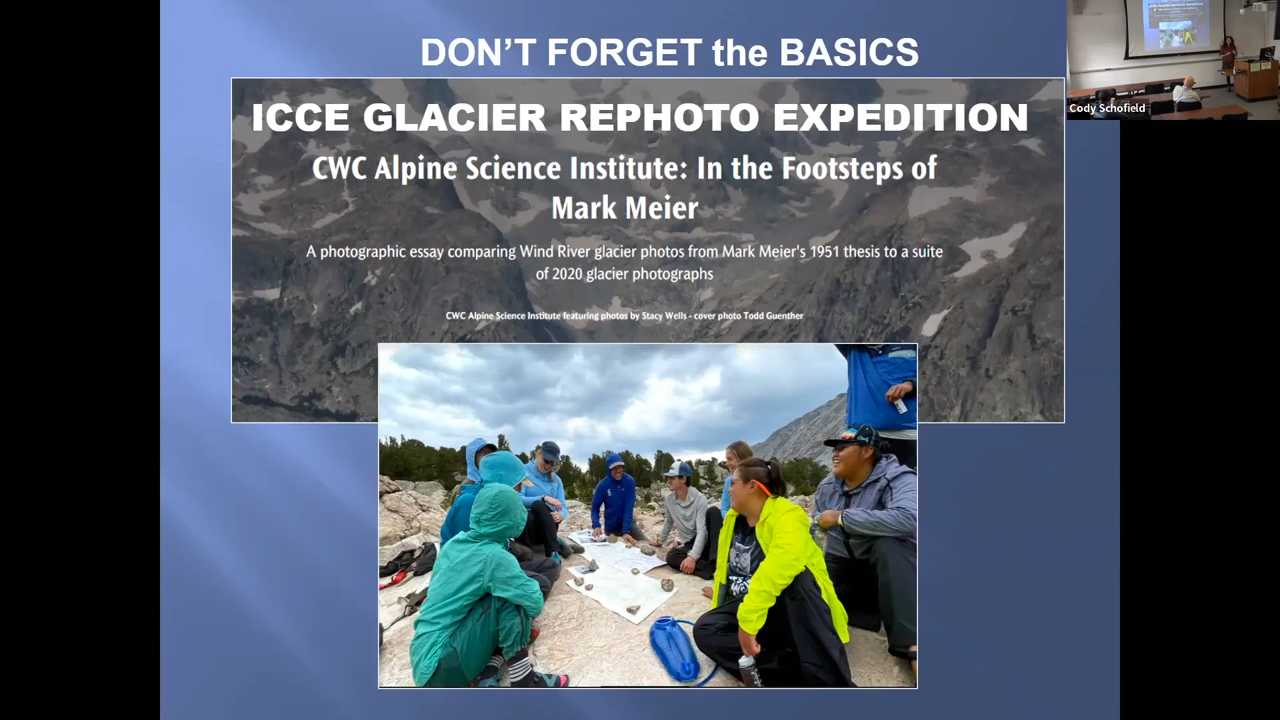 DON'T FORGET the BASICS
ICCE GLACIER REPHOTO EXPEDITION
CWC Alpine Science Institute: In the Footsteps of
Mark Meier
A photographic essay comparing Wind River glacier photos from Mark Meier's 1951 thesis to a suite
of 2020 glacier photographs
CWC Alpine Science Institute featuring photos by Stacy Wells - cover photo Todd Guenther
Cody Schofield